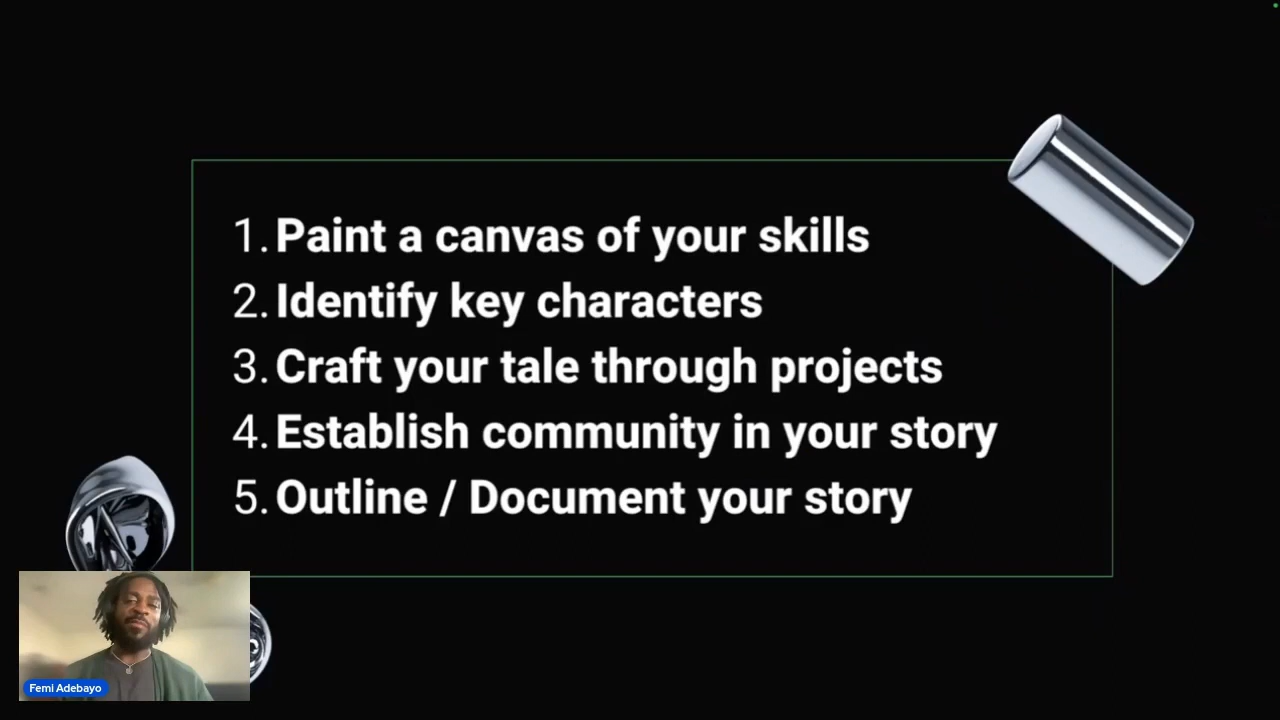 1. Paint a canvas of your skills
2. Identify key characters
3. Craft your tale through projects
4. Establish community in your story
5. Outline / Document your story
Femi Adebayo